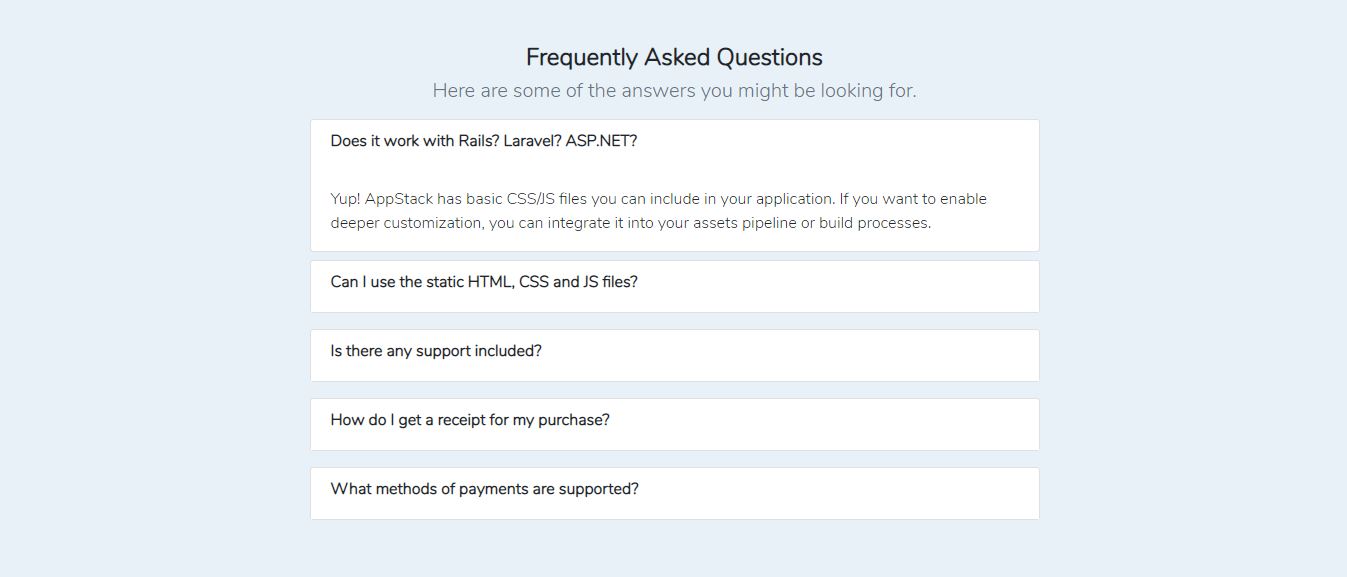 Frequently Asked Questions
Here are some of the answers you might be looking for.
Does it work with Rails? Laravel? ASP.NET?
Yup! AppStack has basic CSS/JS files you can include in your application. If you want to enable
deeper customization, you can integrate it into your assets pipeline or build processes.
Can I use the static HTML, CSS and JS files?
Is there any support included?
How do I get a receipt for my purchase?
What methods of payments are supported?